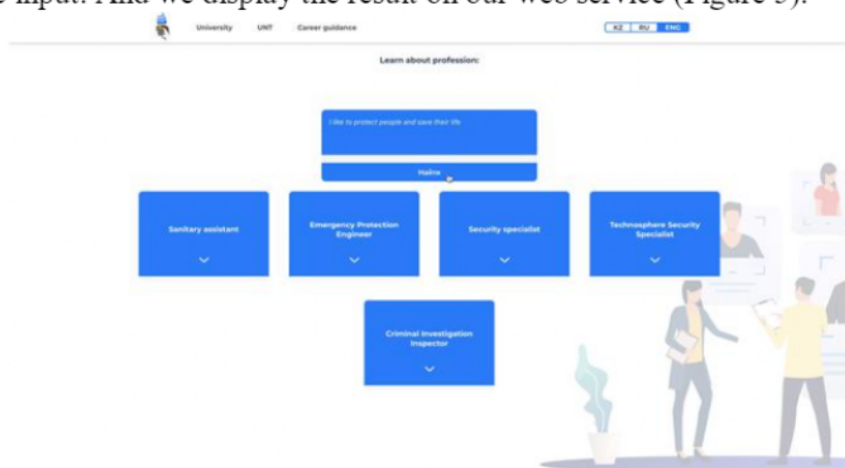 input. And we display the result on our web service (Figure 5).
University UNT Career guidance KZ RU ENG
Learn about profession:
I like to protect people and save their life
Найти
Sanitary assistant
Emergency Protection
Engineer
Security specialist
Technosphere Security
Specialist
Criminal Investigation
Inspector